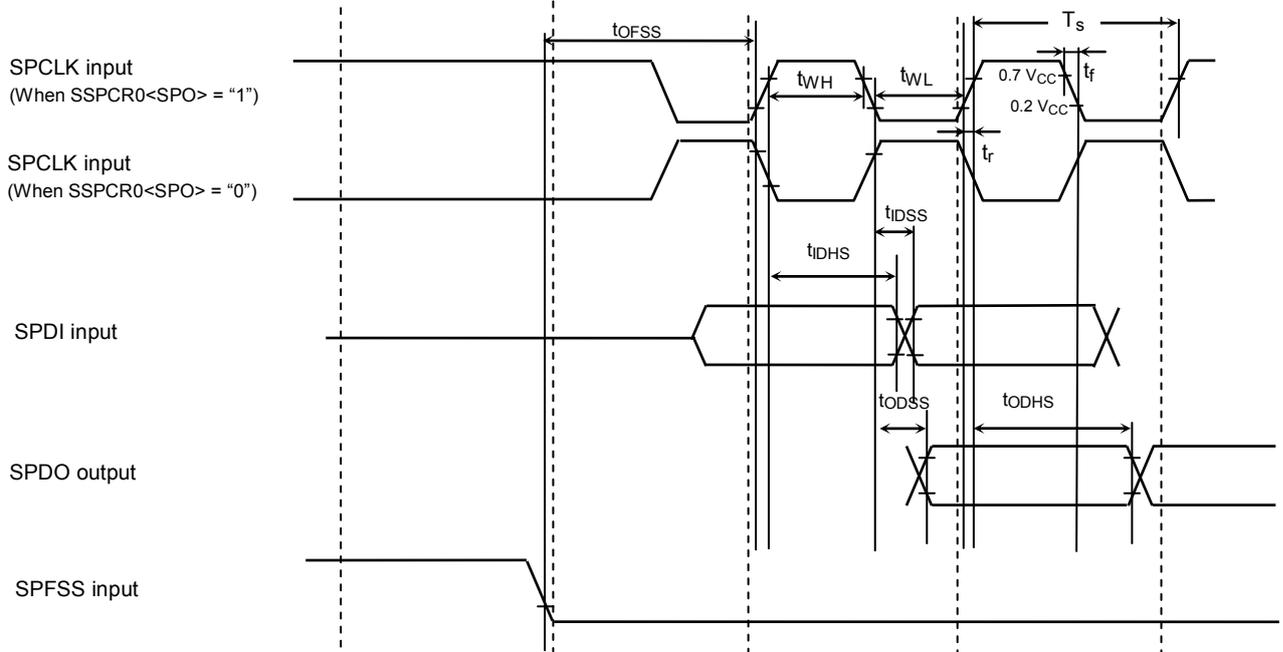 tOFSS
Ts
SPCLK input
(When SSPCR0<SPO> = “1”)
tWH
tWL
0.7 VCC
tf
0.2 VCC
SPCLK input
(When SSPCR0<SPO> = “0”)
tr
tIDSS
tIDHS
SPDI input
tODSS
tODHS
SPDO output
SPFSS input